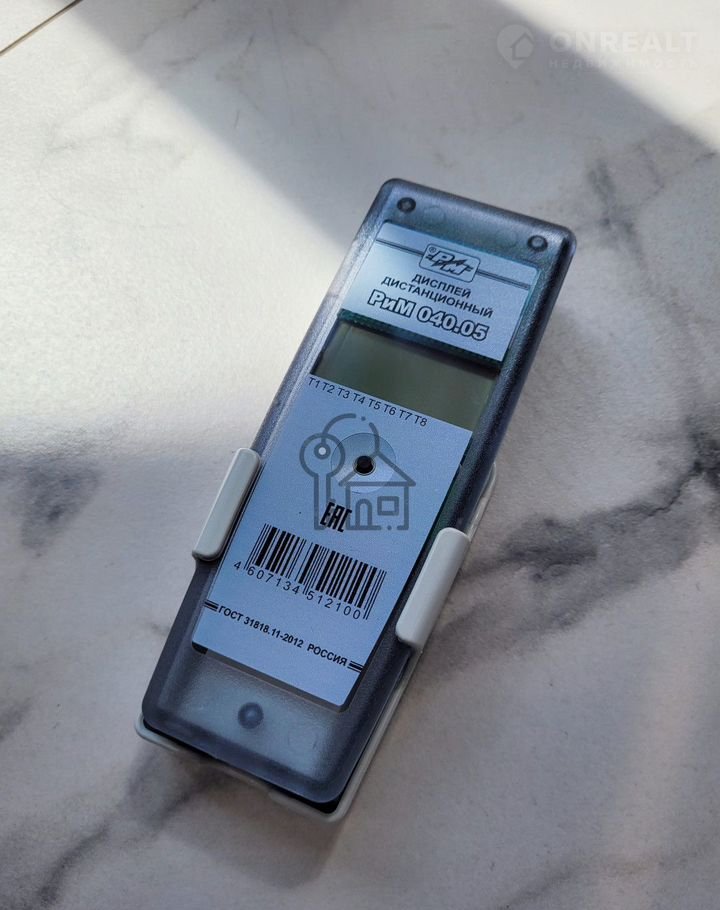 ONREALT
НЕДВИЖИМОСТЬ
® РиМ
ДИСПЛЕЙ
ДИСТАНЦИОННЫЙ
РиМ 040.05
T1 T2 T3 T4 T5 T6 T7 T8
EAC
4 607134 512100
ГОСТ 31818.11-2012 РОССИЯ